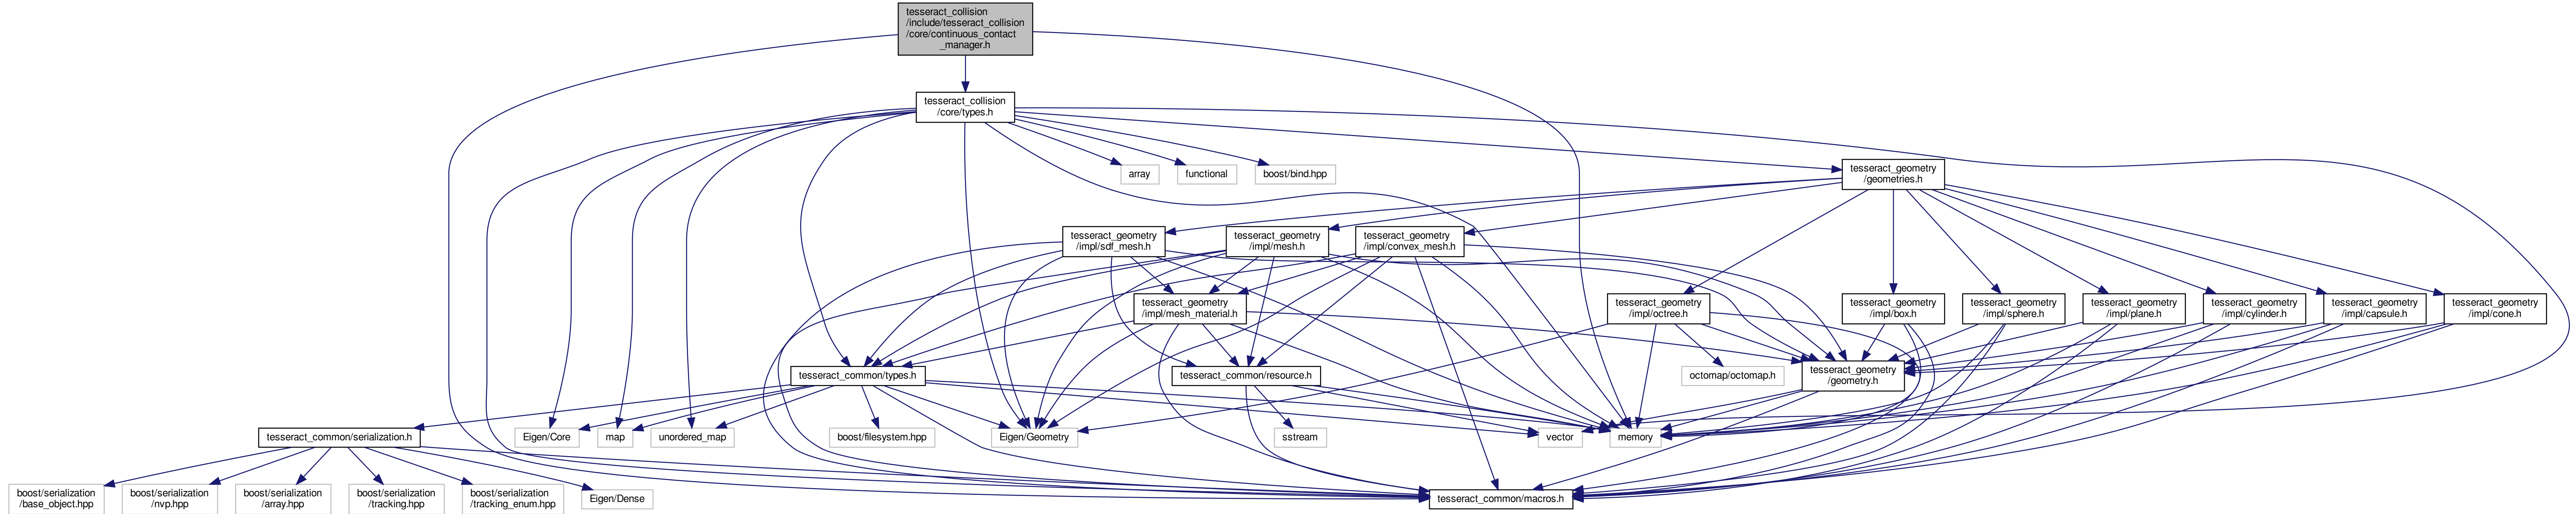 tesseract_collision
/include/tesseract_collision
/core/continuous_contact
_manager.h
tesseract_collision
/core/types.h
array
functional
boost/bind.hpp
tesseract_geometry
/geometries.h
tesseract_geometry
/impl/sdf_mesh.h
tesseract_geometry
/impl/mesh.h
tesseract_geometry
/impl/convex_mesh.h
tesseract_geometry
/impl/mesh_material.h
tesseract_geometry
/impl/octree.h
tesseract_geometry
/impl/box.h
tesseract_geometry
/impl/sphere.h
tesseract_geometry
/impl/plane.h
tesseract_geometry
/impl/cylinder.h
tesseract_geometry
/impl/capsule.h
tesseract_geometry
/impl/cone.h
tesseract_common/types.h
tesseract_common/resource.h
octomap/octomap.h
tesseract_geometry
/geometry.h
tesseract_common/serialization.h
Eigen/Core
map
unordered_map
boost/filesystem.hpp
Eigen/Geometry
sstream
vector
memory
boost/serialization
/base_object.hpp
boost/serialization
/nvp.hpp
boost/serialization
/array.hpp
boost/serialization
/tracking.hpp
boost/serialization
/tracking_enum.hpp
Eigen/Dense
tesseract_common/macros.h